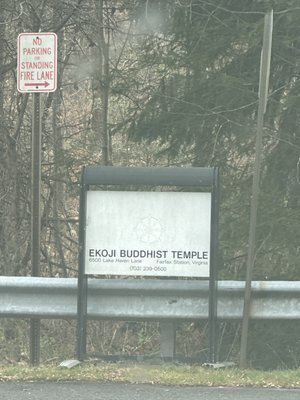 NO
PARKING
OR
STANDING
FIRE LANE
EKOJI BUDDHIST TEMPLE
6500 Lake Haven Lane Fairfax Station, Virginia
(703) 239-0500